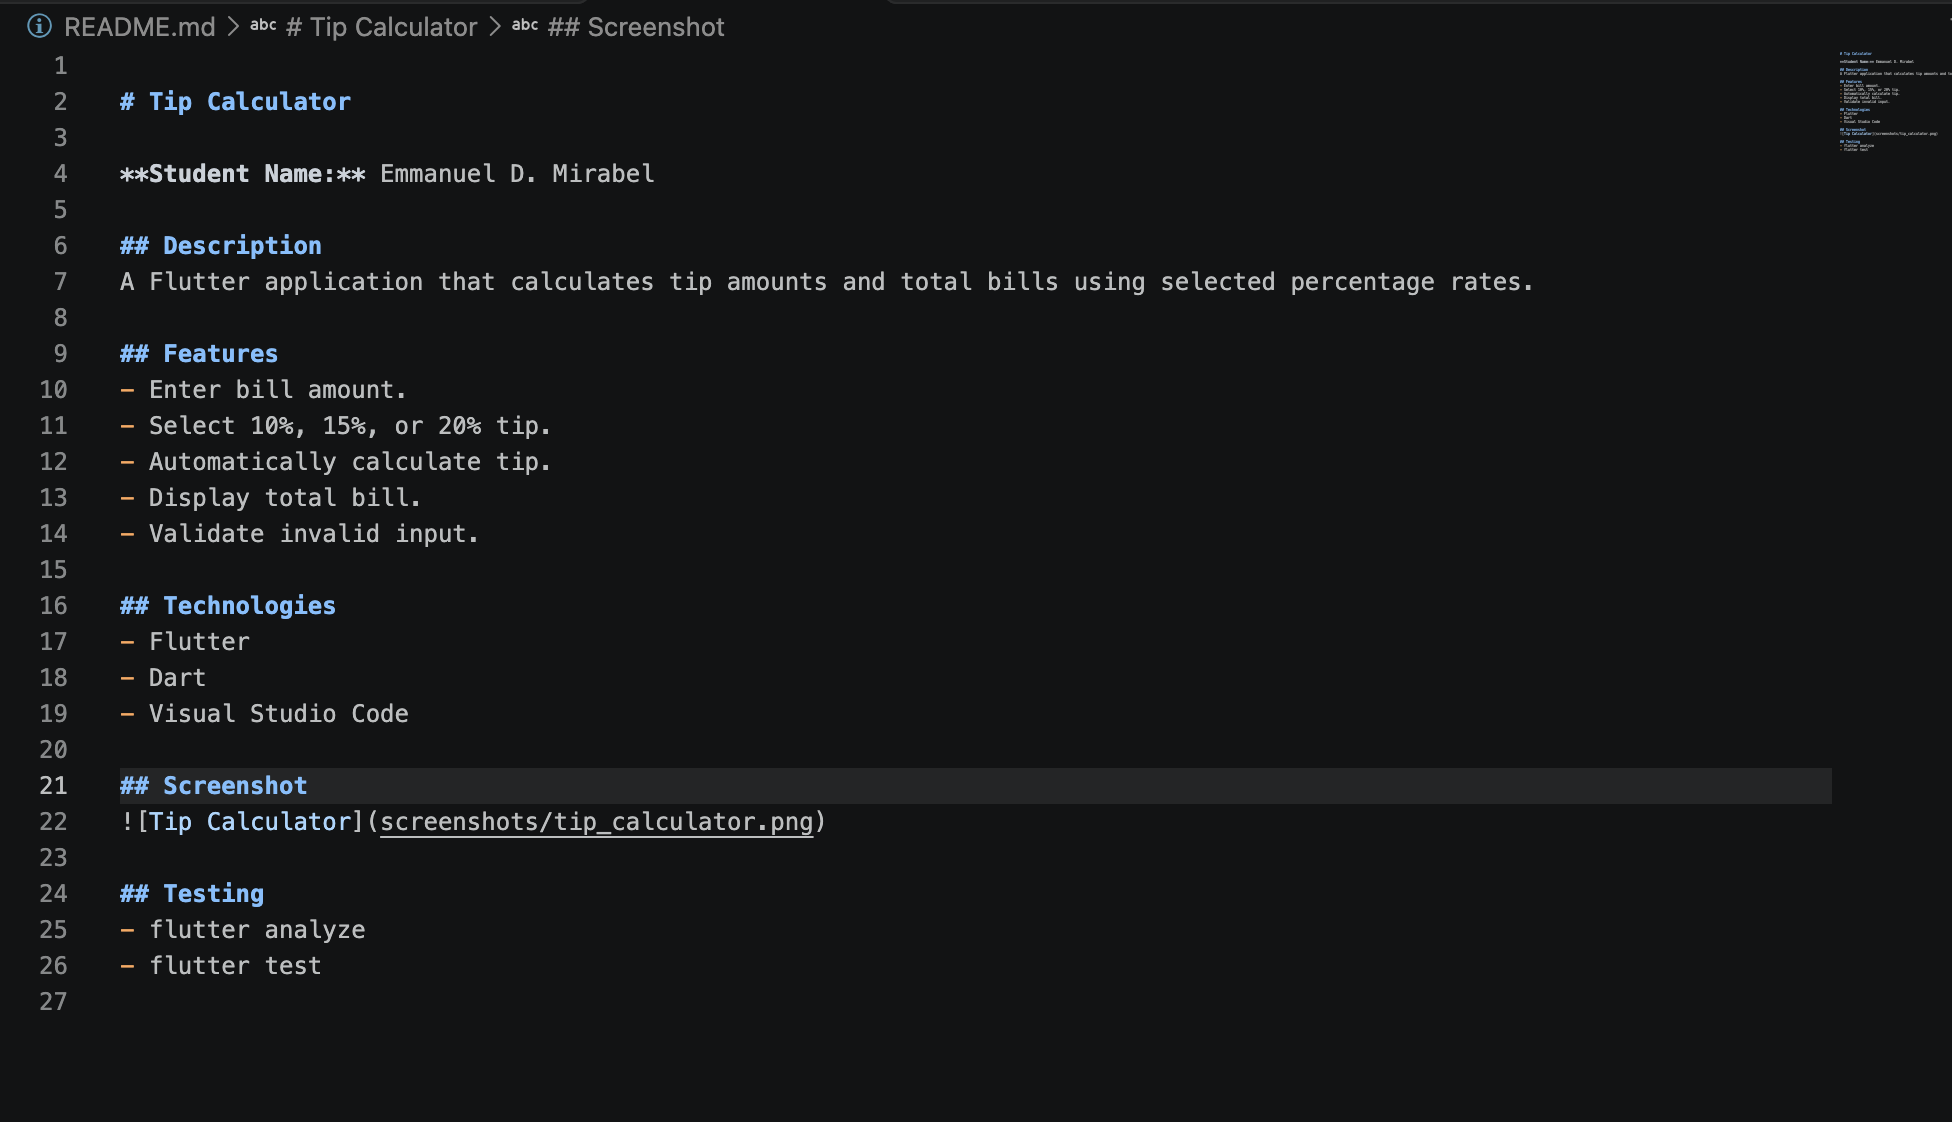 README.md > abc # Tip Calculator > abc ## Screenshot
1
2 # Tip Calculator
3
4 **Student Name:** Emmanuel D. Mirabel
5
6 ## Description
7 A Flutter application that calculates tip amounts and total bills using selected percentage rates.
8
9 ## Features
10 - Enter bill amount.
11 - Select 10%, 15%, or 20% tip.
12 - Automatically calculate tip.
13 - Display total bill.
14 - Validate invalid input.
15
16 ## Technologies
17 - Flutter
18 - Dart
19 - Visual Studio Code
20
21 ## Screenshot
22 ![Tip Calculator](screenshots/tip_calculator.png)
23
24 ## Testing
25 - flutter analyze
26 - flutter test
27